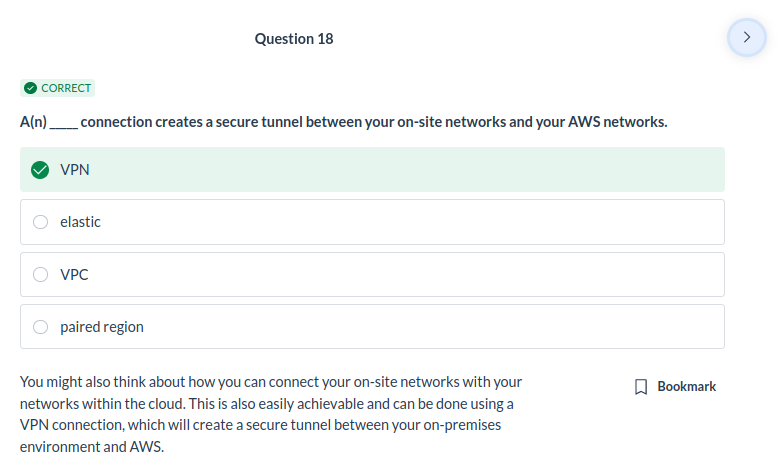 Question 18
CORRECT
A(n) _____ connection creates a secure tunnel between your on-site networks and your AWS networks.
VPN
elastic
VPC
paired region
You might also think about how you can connect your on-site networks with your
networks within the cloud. This is also easily achievable and can be done using a
VPN connection, which will create a secure tunnel between your on-premises
environment and AWS.
Bookmark